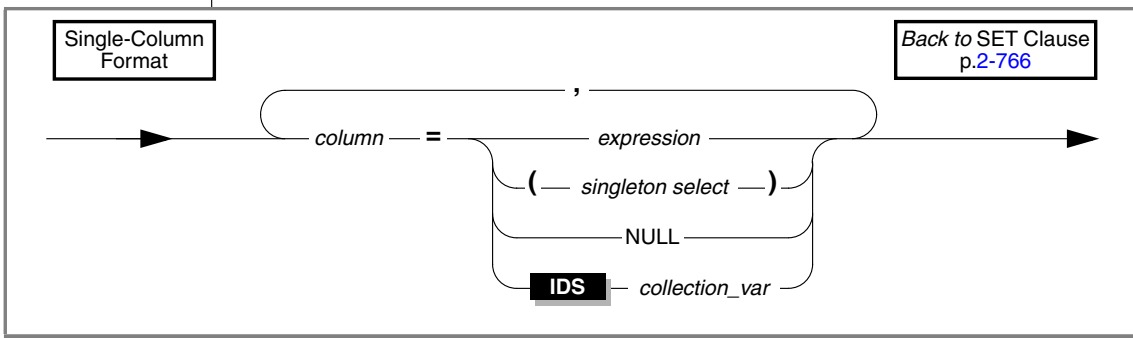 Single-Column
Format
Back to SET Clause
p.2-766
,
column = expression
( singleton select )
NULL
IDS collection_var